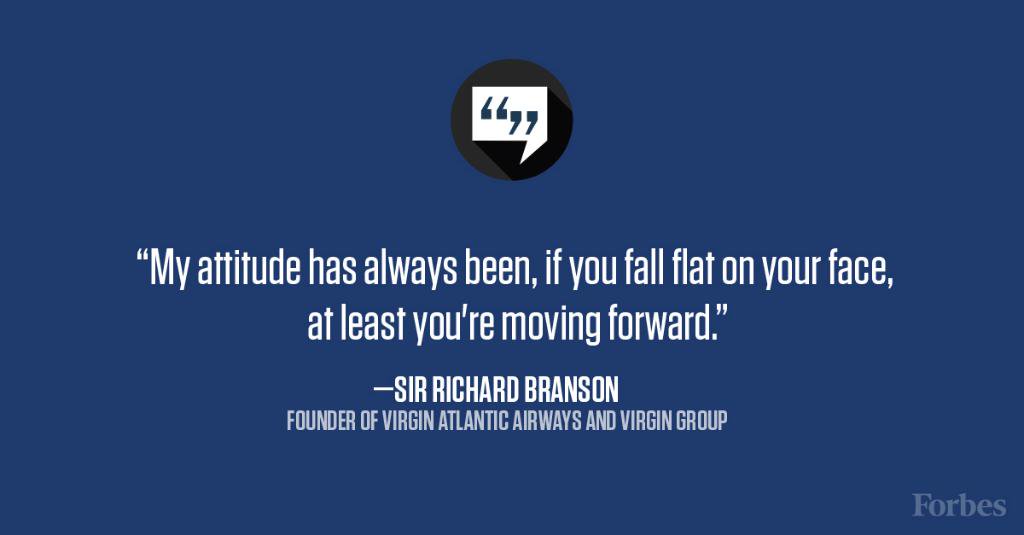 “ ”
“My attitude has always been, if you fall flat on your face,
at least you're moving forward.”
—SIR RICHARD BRANSON
FOUNDER OF VIRGIN ATLANTIC AIRWAYS AND VIRGIN GROUP
Forbes